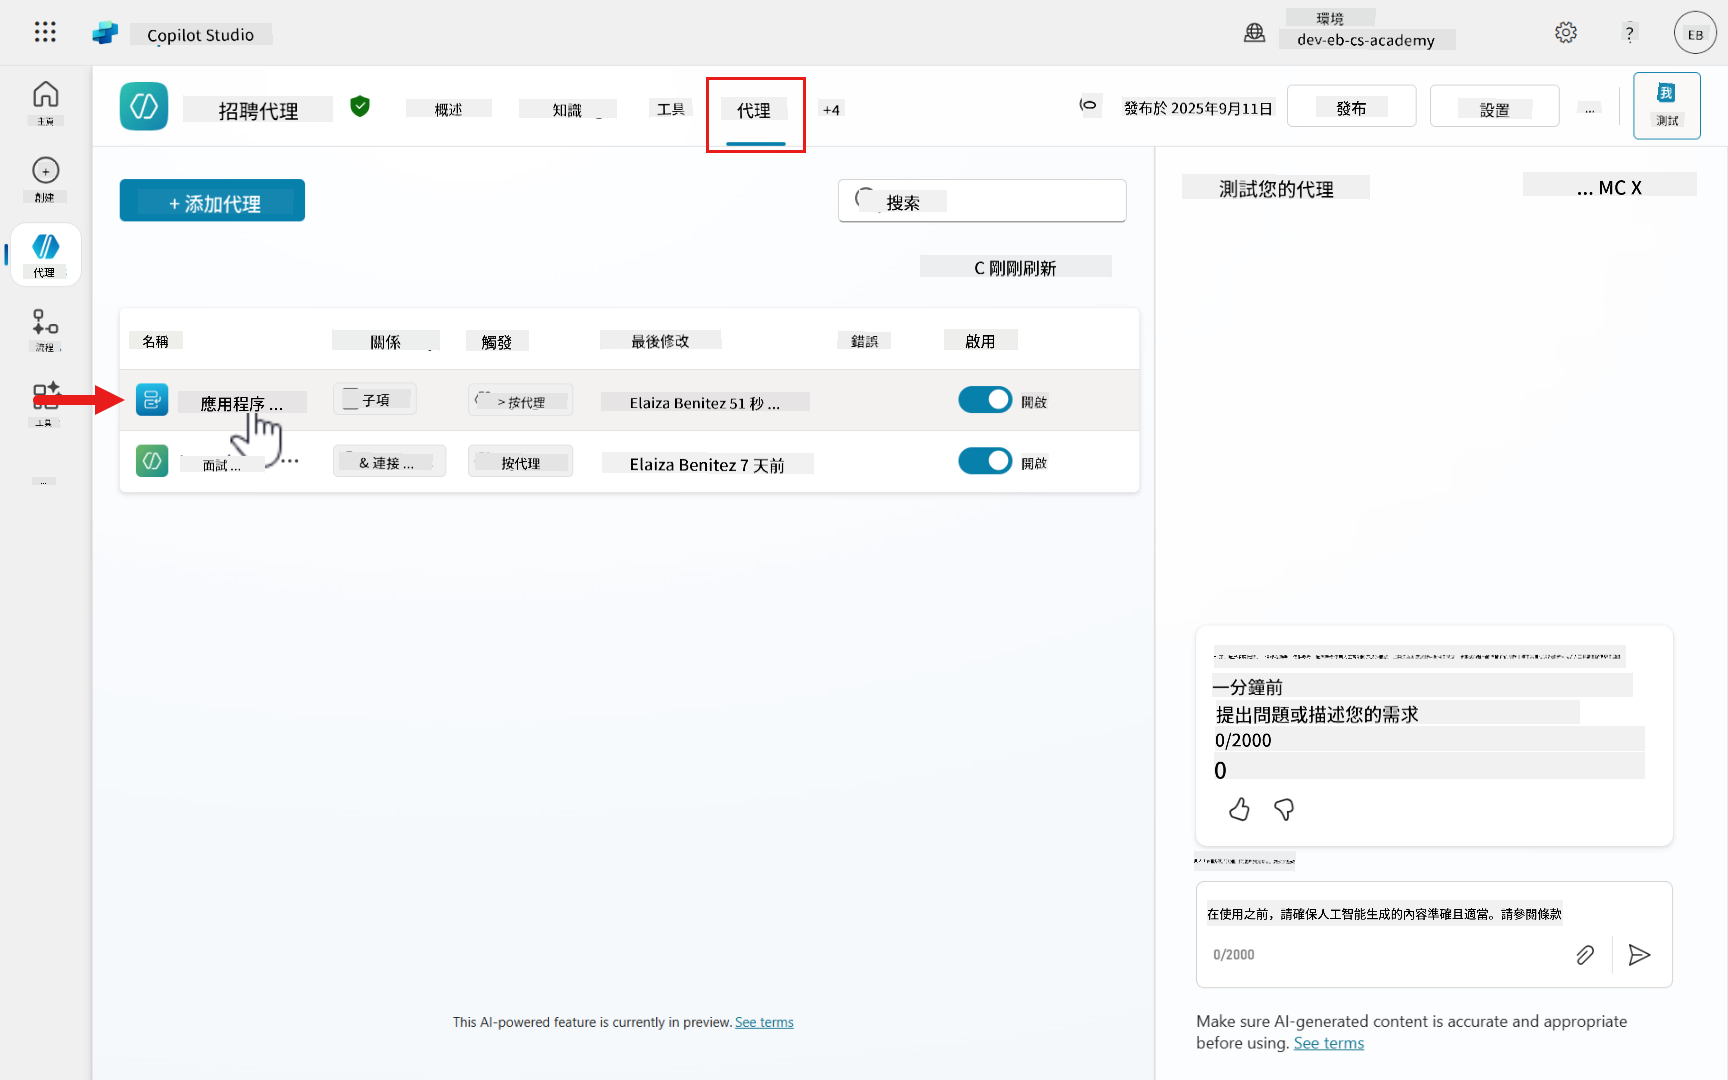 Copilot Studio
環境
dev-eb-cs-academy
?
EB
主頁
創建
代理
流程
工具
...
招聘代理
概述
知識
工具
代理
+4
發布於 2025年9月11日
發布
設置
...
我
測試
+ 添加代理
搜索
C 剛剛刷新
名稱
關係
觸發
最後修改
錯誤
啟用
應用程序 ...
子項
> 按代理
Elaiza Benitez 51 秒 ...
開啟
面試 ...
& 連接 ...
按代理
Elaiza Benitez 7 天前
開啟
This AI-powered feature is currently in preview. See terms
測試您的代理
... MC X
一分鐘前
提出問題或描述您的需求
0/2000
0
在使用之前，請確保人工智能生成的內容準確且適當。請參閱條款
0/2000
Make sure AI-generated content is accurate and appropriate
before using. See terms